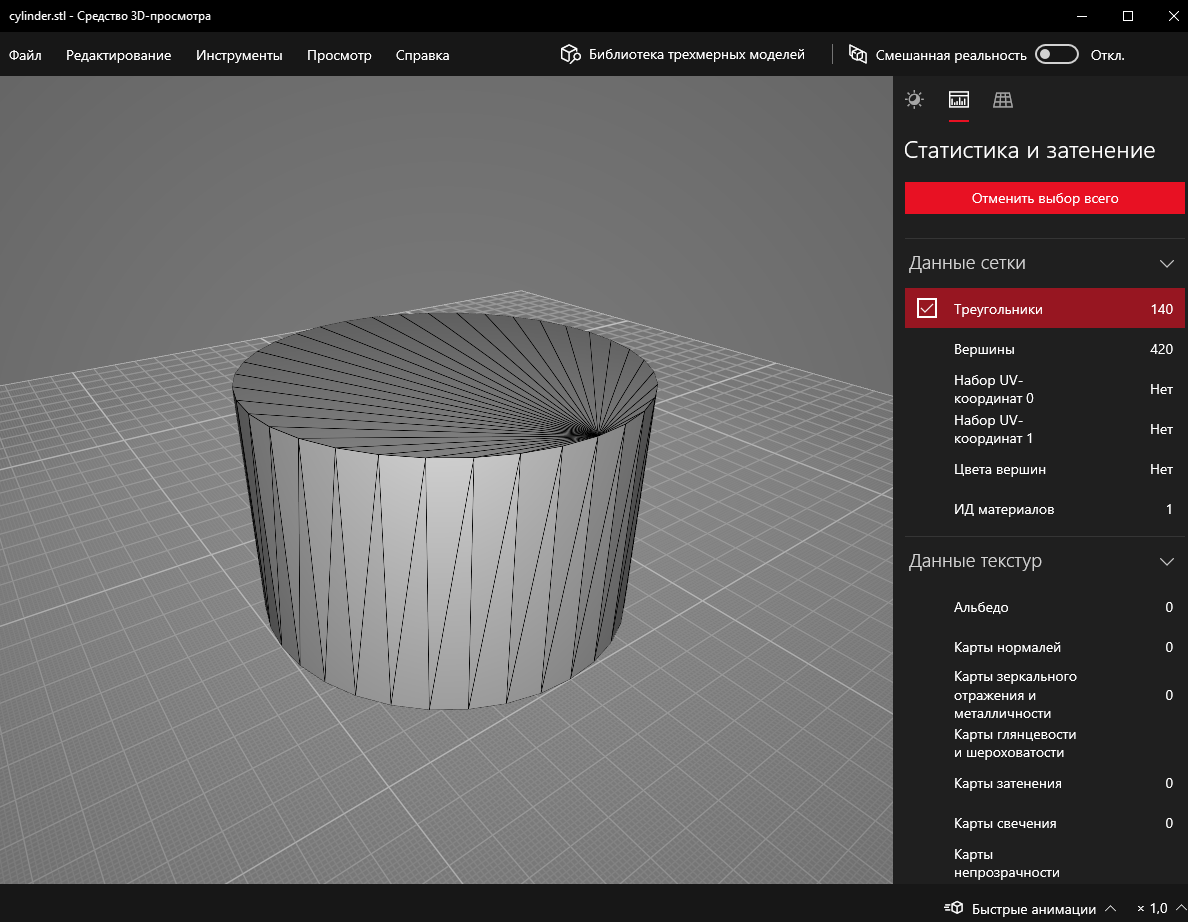 cylinder.stl - Средство 3D-просмотра
Файл Редактирование Инструменты Просмотр Справка Библиотека трехмерных моделей Смешанная реальность Откл.
Статистика и затенение
Отменить выбор всего
Данные сетки
Треугольники 140
Вершины 420
Набор UV-
координат 0 Нет
Набор UV-
координат 1 Нет
Цвета вершин Нет
ИД материалов 1
Данные текстур
Альбедо 0
Карты нормалей 0
Карты зеркального
отражения и 0
металличности
Карты глянцевости
и шероховатости
Карты затенения 0
Карты свечения 0
Карты
непрозрачности
Быстрые анимации × 1,0